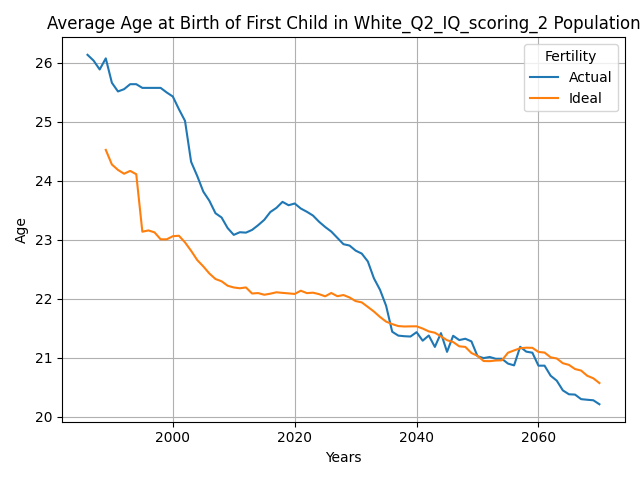 Average Age at Birth of First Child in White_Q2_IQ_scoring_2 Population
Fertility
Actual
Ideal
Age
26
25
24
23
22
21
20
2000 2020 2040 2060
Years